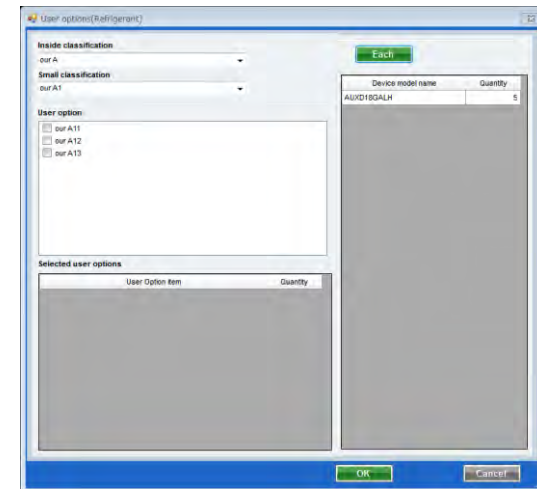 User options(Refrigerant)
Inside classification
our A
Each
Small classification
our A1
Device model name Quantity
AUXD18GALH 5
User option
our A11
our A12
our A13
Selected user options
User Option item Quantity
OK Cancel